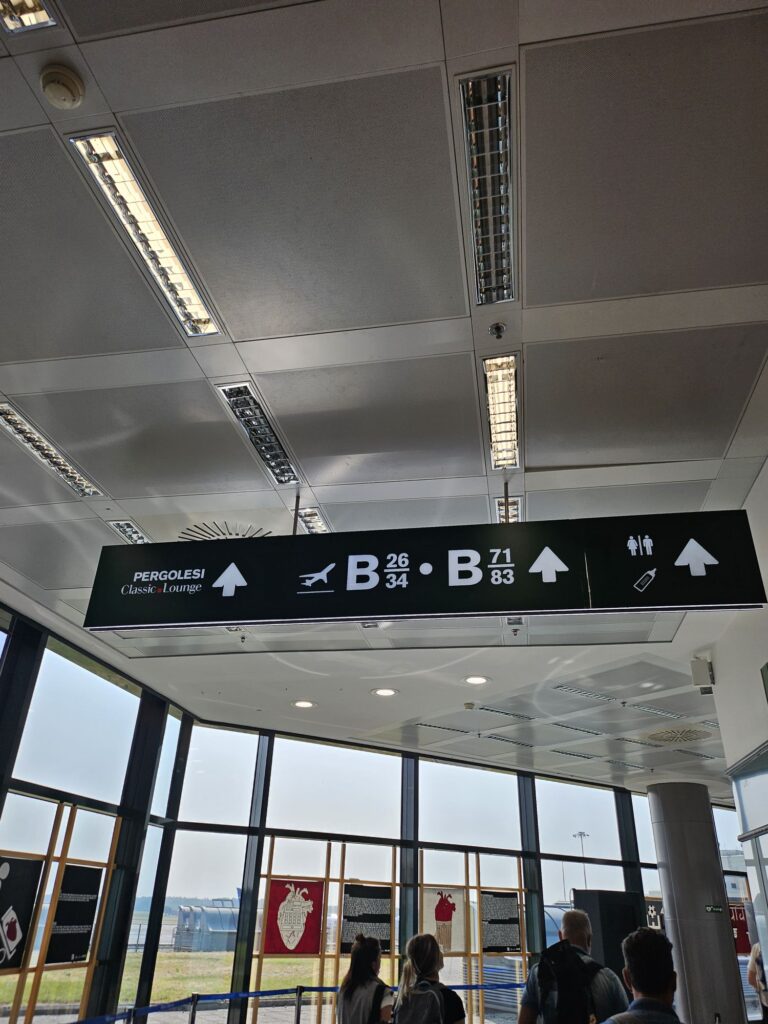 PERGOLESI
Classic Lounge
B 26 34 • B 71 83